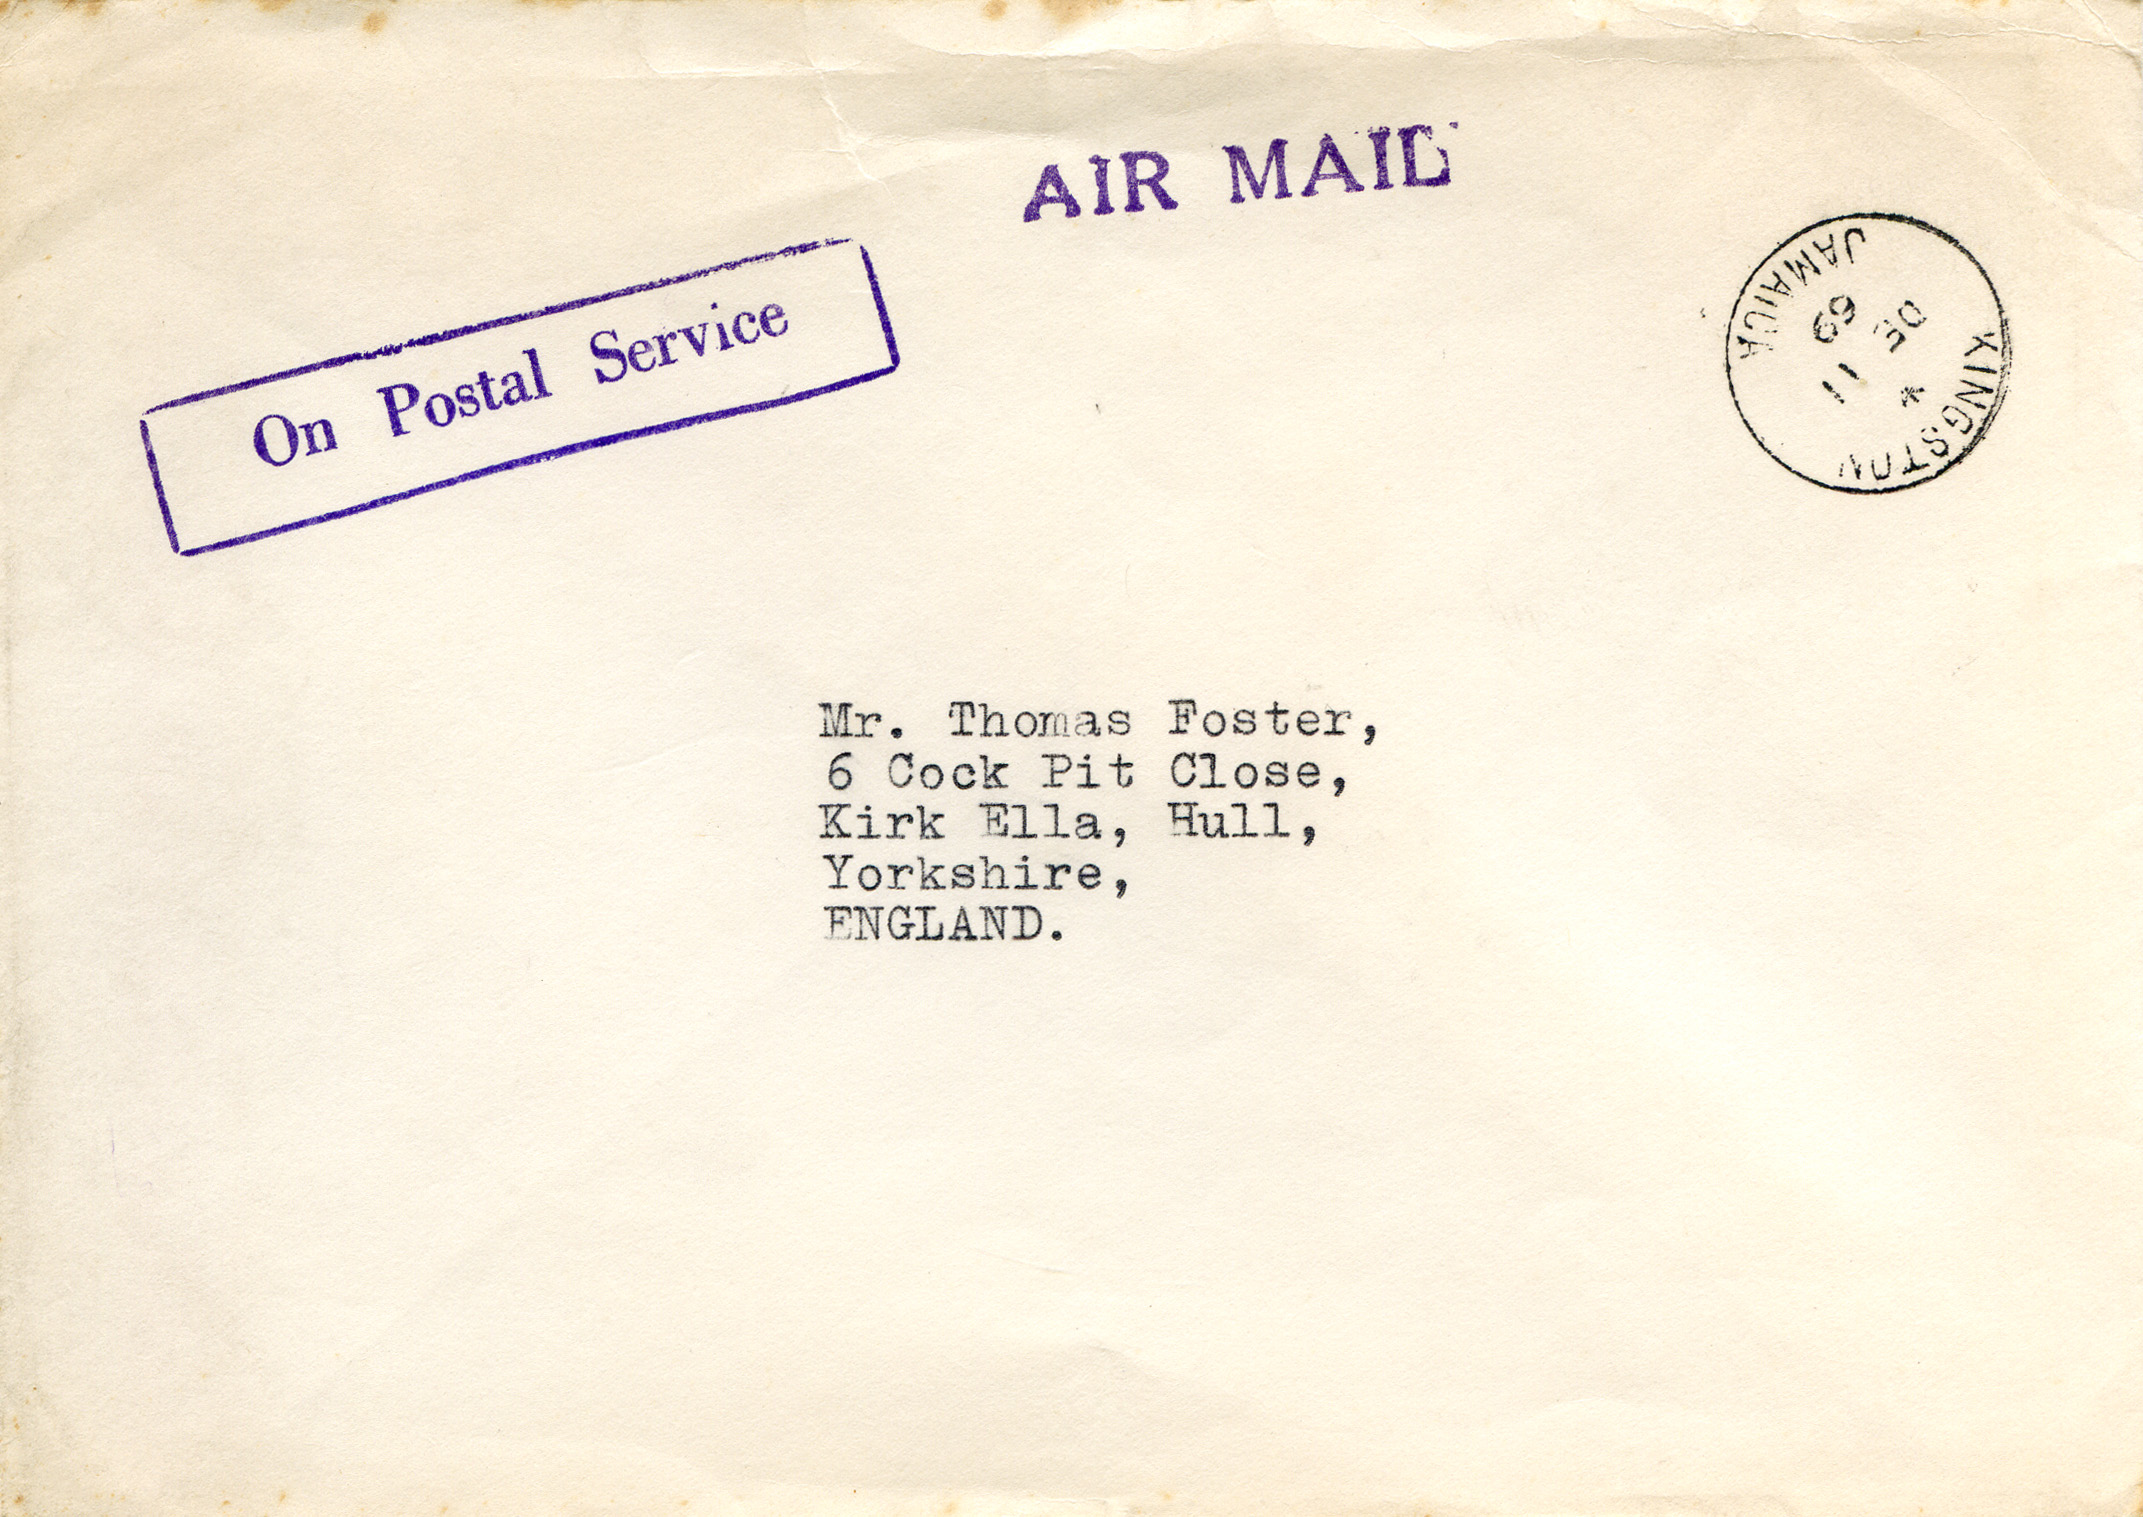 AIR MAIL
On Postal Service
KINGSTON
*
DE
11
69
JAMAICA
Mr. Thomas Foster,
6 Cock Pit Close,
Kirk Ella, Hull,
Yorkshire,
ENGLAND.